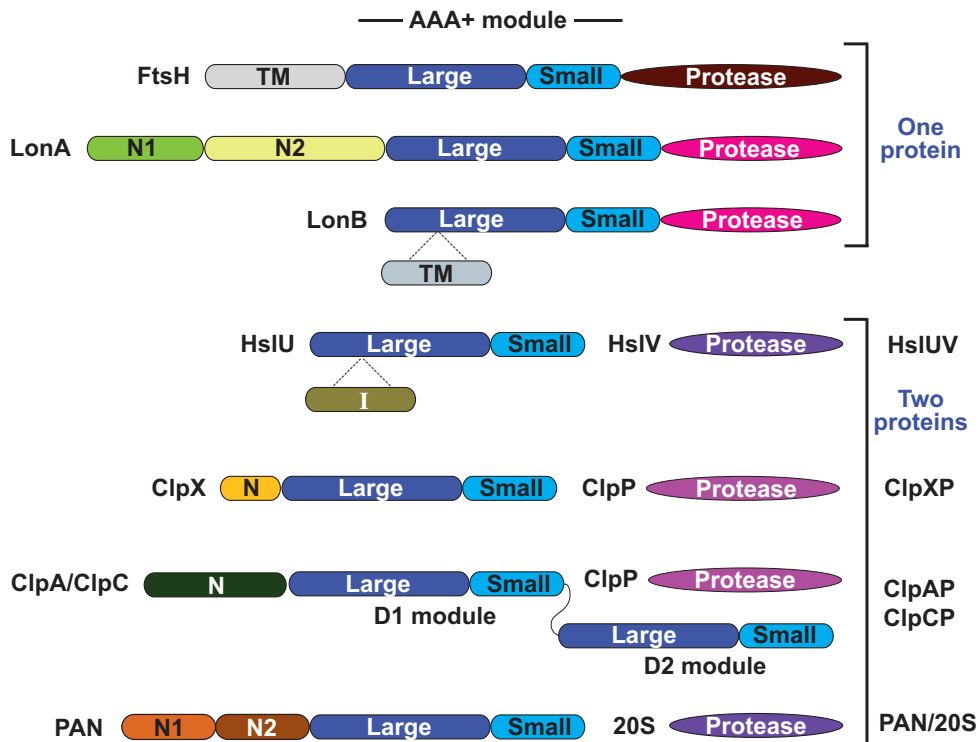 AAA+ module
FtsH TM Large Small Protease
LonA N1 N2 Large Small Protease
One
protein
LonB Large Small Protease
TM
HslU Large Small HslV Protease HslUV
I
Two
proteins
ClpX N Large Small ClpP Protease ClpXP
ClpA/ClpC N Large Small ClpP Protease ClpAP
D1 module ClpCP
Large Small
D2 module
PAN N1 N2 Large Small 20S Protease PAN/20S